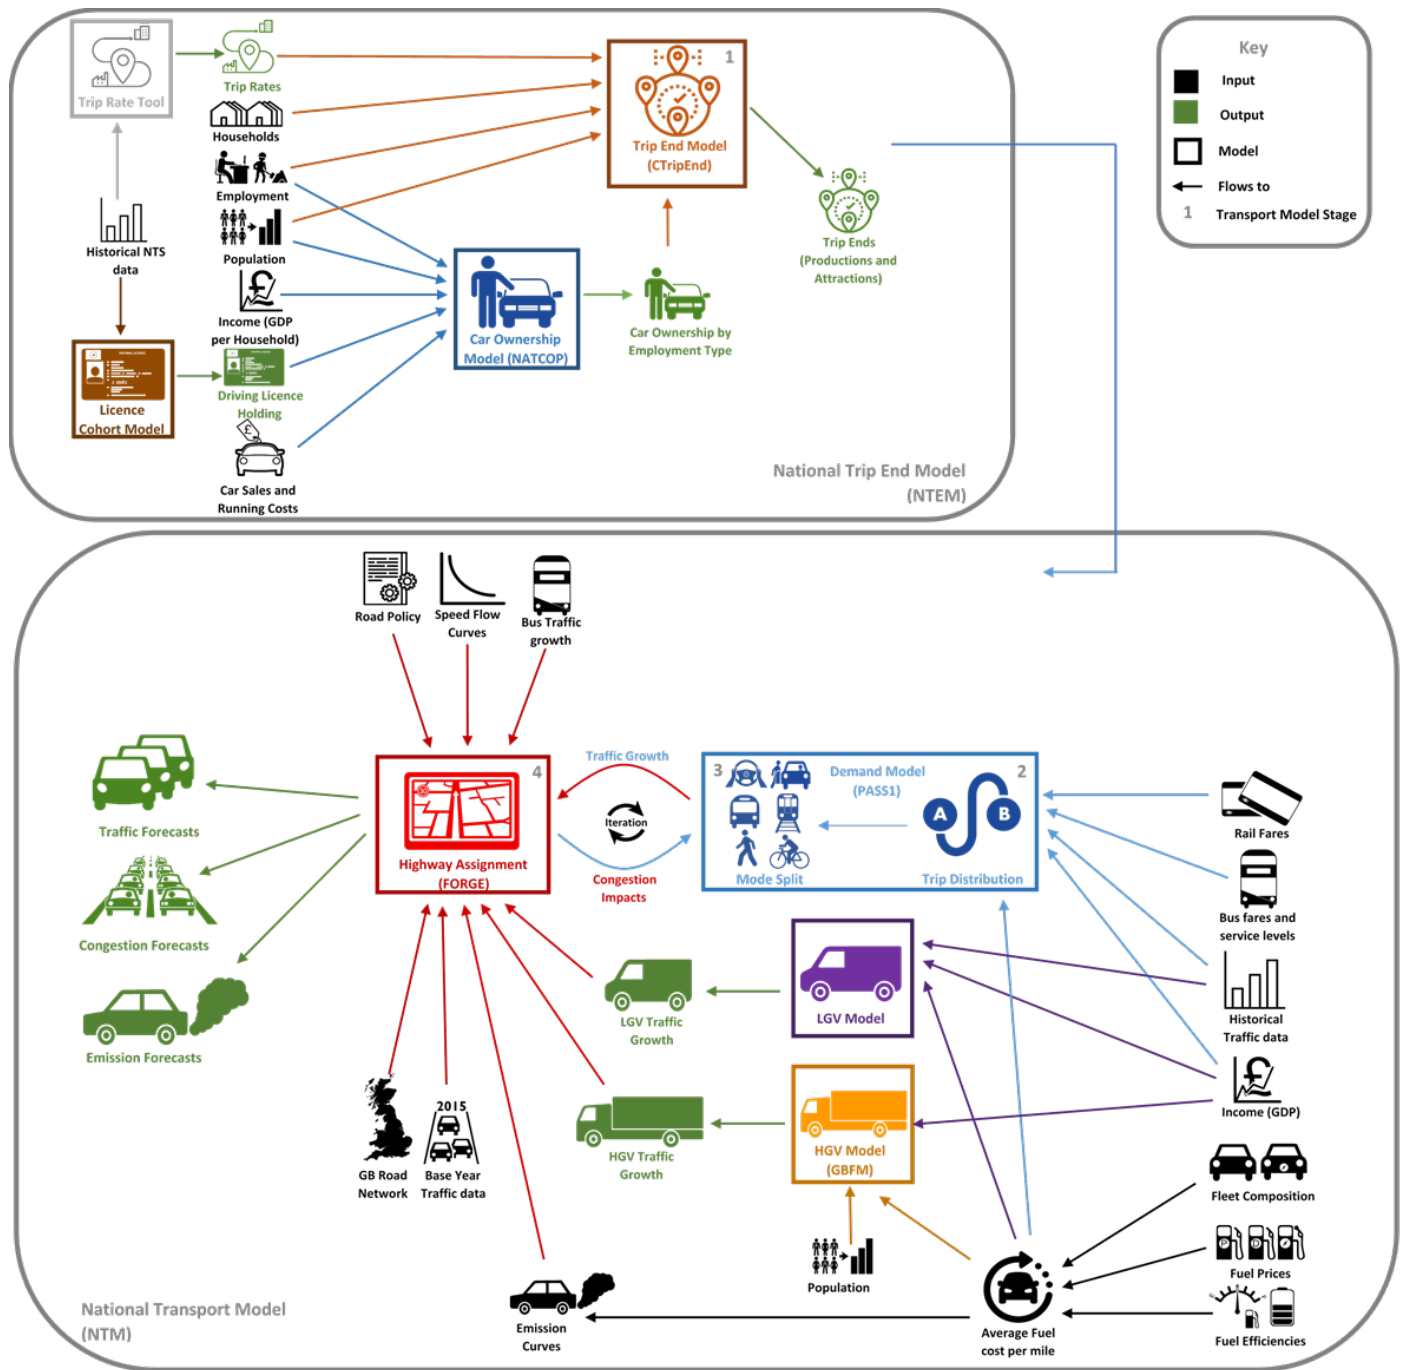 Trip Rate Tool
Trip Rates
Households
Employment
Historical NTS
data
Population
Income (GDP
per Household)
Licence
Cohort Model
Driving Licence
Holding
£
Car Sales and
Running Costs
Car Ownership
Model (NATCOP)
Car Ownership by
Employment Type
1
Trip End Model
(CTripEnd)
Trip Ends
(Productions and
Attractions)
National Trip End Model
(NTEM)
Key
Input
Output
Model
Flows to
1 Transport Model Stage
Road Policy
Speed Flow
Curves
Bus Traffic
growth
Traffic Forecasts
Congestion Forecasts
Emission Forecasts
4
Highway Assignment
(FORGE)
Traffic Growth
Iteration
Congestion
Impacts
3
Demand Model
(PASS1)
2
A
B
Mode Split
Trip Distribution
Rail Fares
Bus fares and
service levels
Historical
Traffic data
£
Income (GDP)
LGV Traffic
Growth
LGV Model
HGV Traffic
Growth
HGV Model
(GBFM)
GB Road
Network
2015
Base Year
Traffic data
Population
Fleet Composition
P
D
Fuel Prices
Fuel Efficiencies
Emission
Curves
Average Fuel
cost per mile
National Transport Model
(NTM)